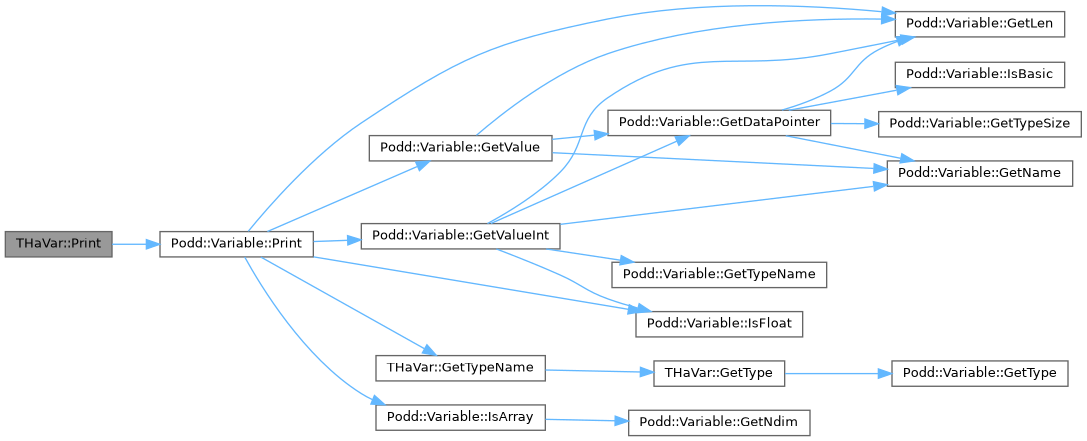 THaVar::Print
Podd::Variable::Print
Podd::Variable::GetValue
Podd::Variable::GetValueInt
THaVar::GetTypeName
Podd::Variable::IsArray
Podd::Variable::GetDataPointer
Podd::Variable::GetTypeName
Podd::Variable::IsFloat
THaVar::GetType
Podd::Variable::GetNdim
Podd::Variable::GetLen
Podd::Variable::IsBasic
Podd::Variable::GetTypeSize
Podd::Variable::GetName
Podd::Variable::GetType